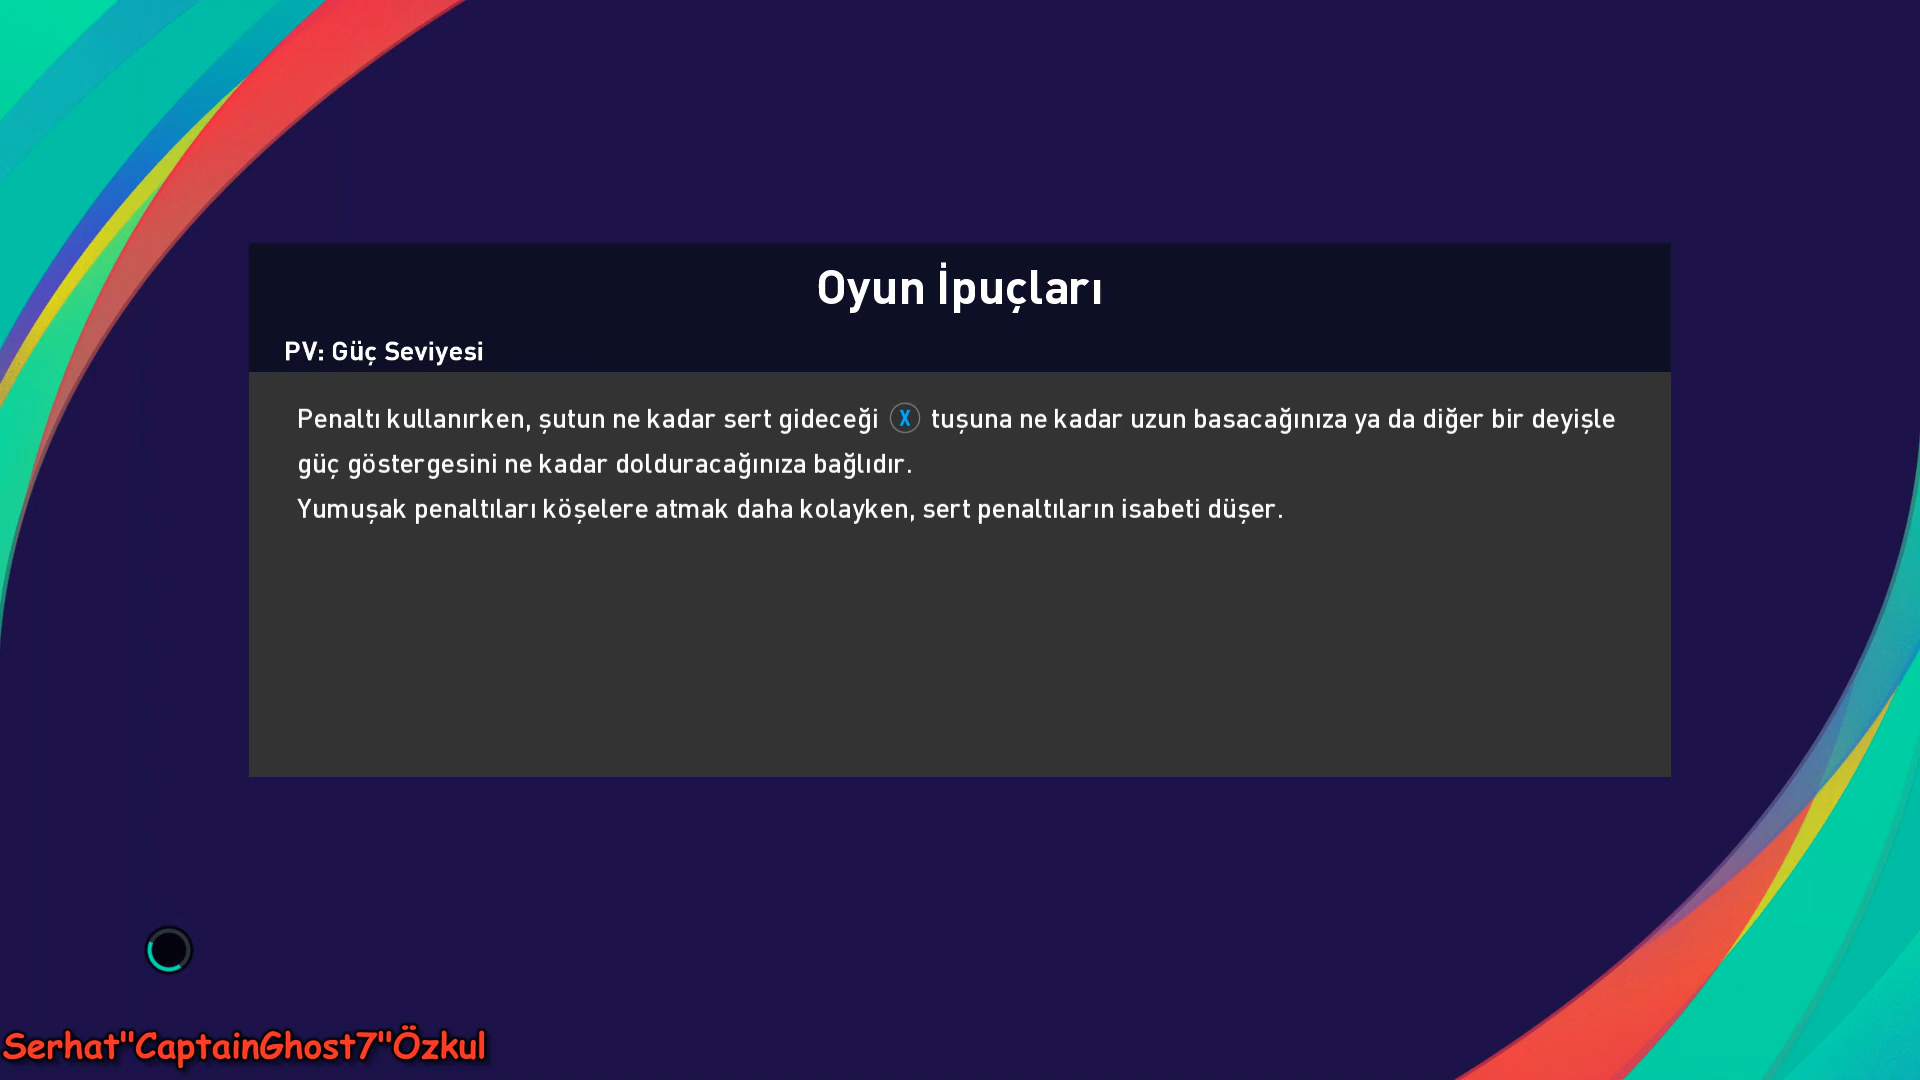 Oyun İpuçları
PV: Güç Seviyesi
Penaltı kullanırken, şutun ne kadar sert gideceği X tuşuna ne kadar uzun basacağınıza ya da diğer bir deyişle
güç göstergesini ne kadar dolduracağınıza bağlıdır.
Yumuşak penaltıları köşelere atmak daha kolayken, sert penaltıların isabeti düşer.
Serhat"CaptainGhost7"Özkul